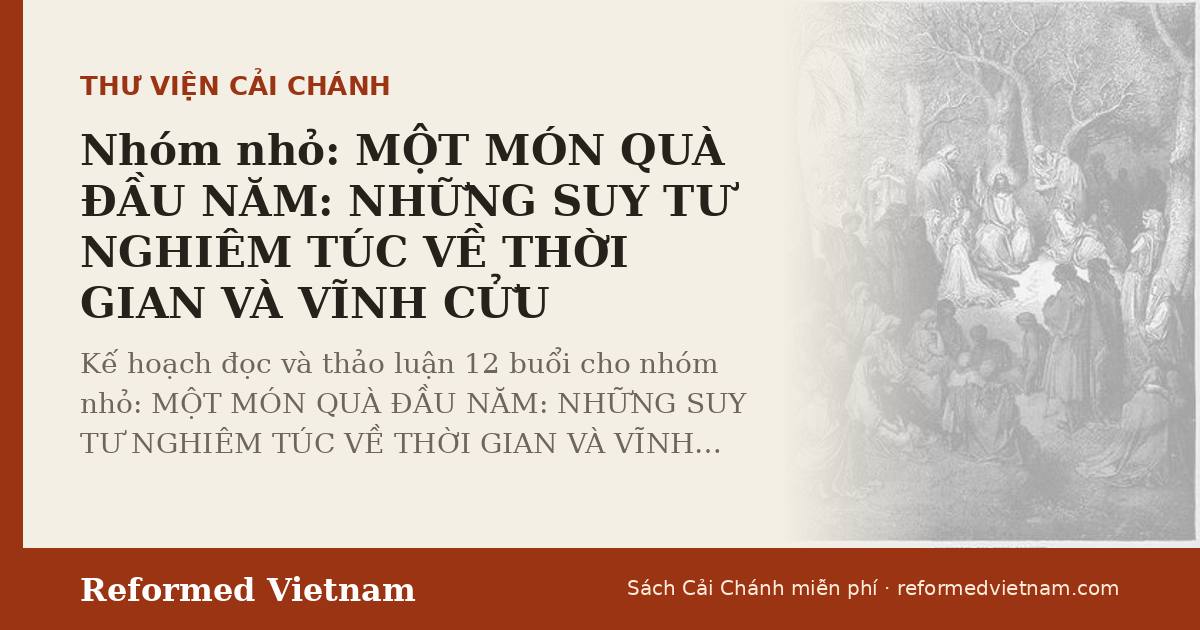 THƯ VIỆN CẢI CHÁNH
Nhóm nhỏ: MỘT MÓN QUÀ
ĐẦU NĂM: NHỮNG SUY TƯ
NGHIÊM TÚC VỀ THỜI
GIAN VÀ VĨNH CỬU
Kế hoạch đọc và thảo luận 12 buổi cho nhóm
nhỏ: MỘT MÓN QUÀ ĐẦU NĂM: NHỮNG SUY
TƯ NGHIÊM TÚC VỀ THỜI GIAN VÀ VĨNH...
Reformed Vietnam
Sách Cải Chánh miễn phí · reformedvietnam.com